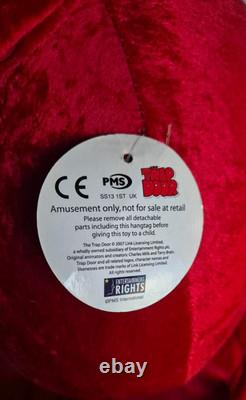 CE PMS THE TRAP DOOR
SS13 1ST UK
Amusement only, not for sale at retail
Please remove all detachable
parts including this hangtag before
giving this toy to a child.
The Trap Door © 2007 Link Licensing Limited,
a wholly owned subsidiary of Entertainment Rights plc.
Original animators and creators Charles Mills and Terry Brain.
Trap Door and all related logos, character names and
likenesses are trade marks of Link Licensing Limited.
All rights reserved.
ENTERTAINMENT
RIGHTS
©PMS International
ebay